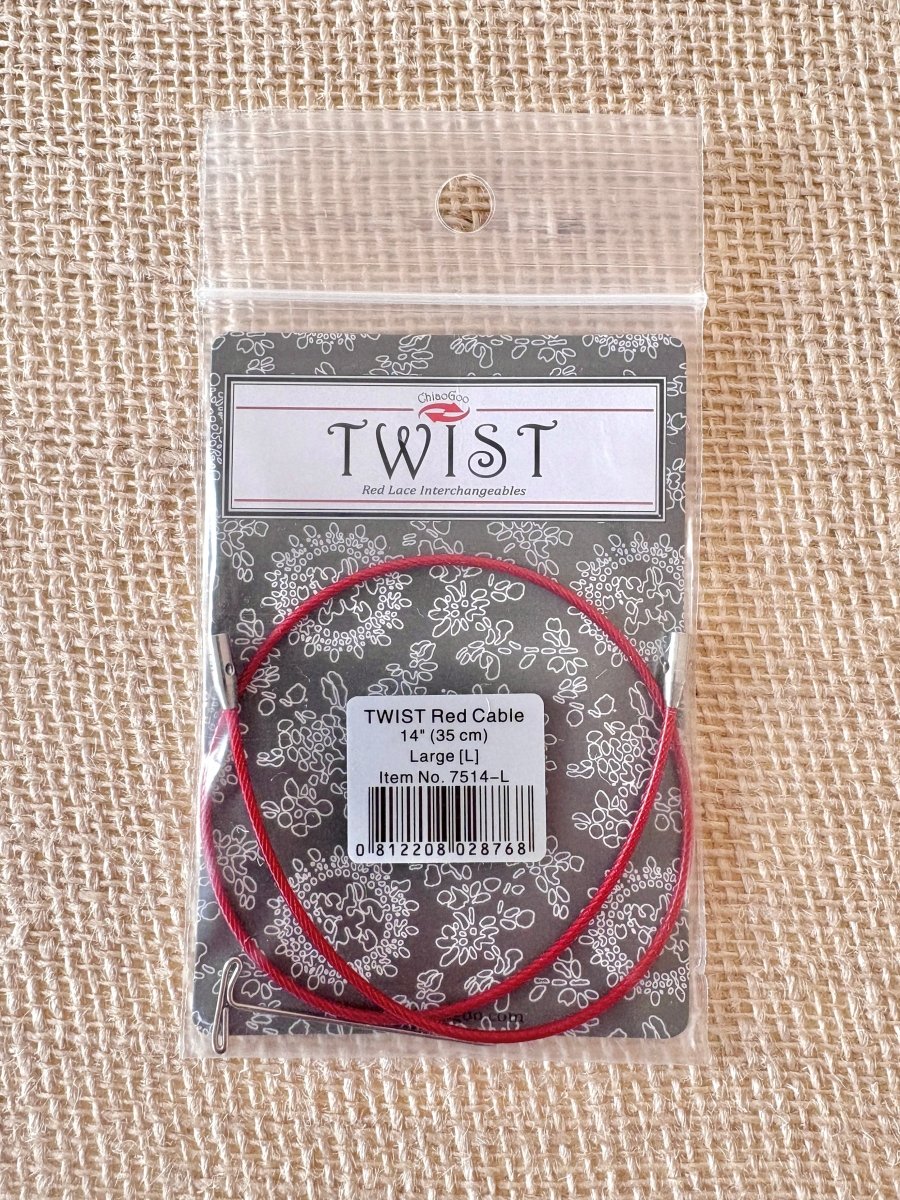 ChiaoGoo
TWIST
Red Lace Interchangeables
TWIST Red Cable
14" (35 cm)
Large [L]
Item No. 7514-L
0 812208 028768